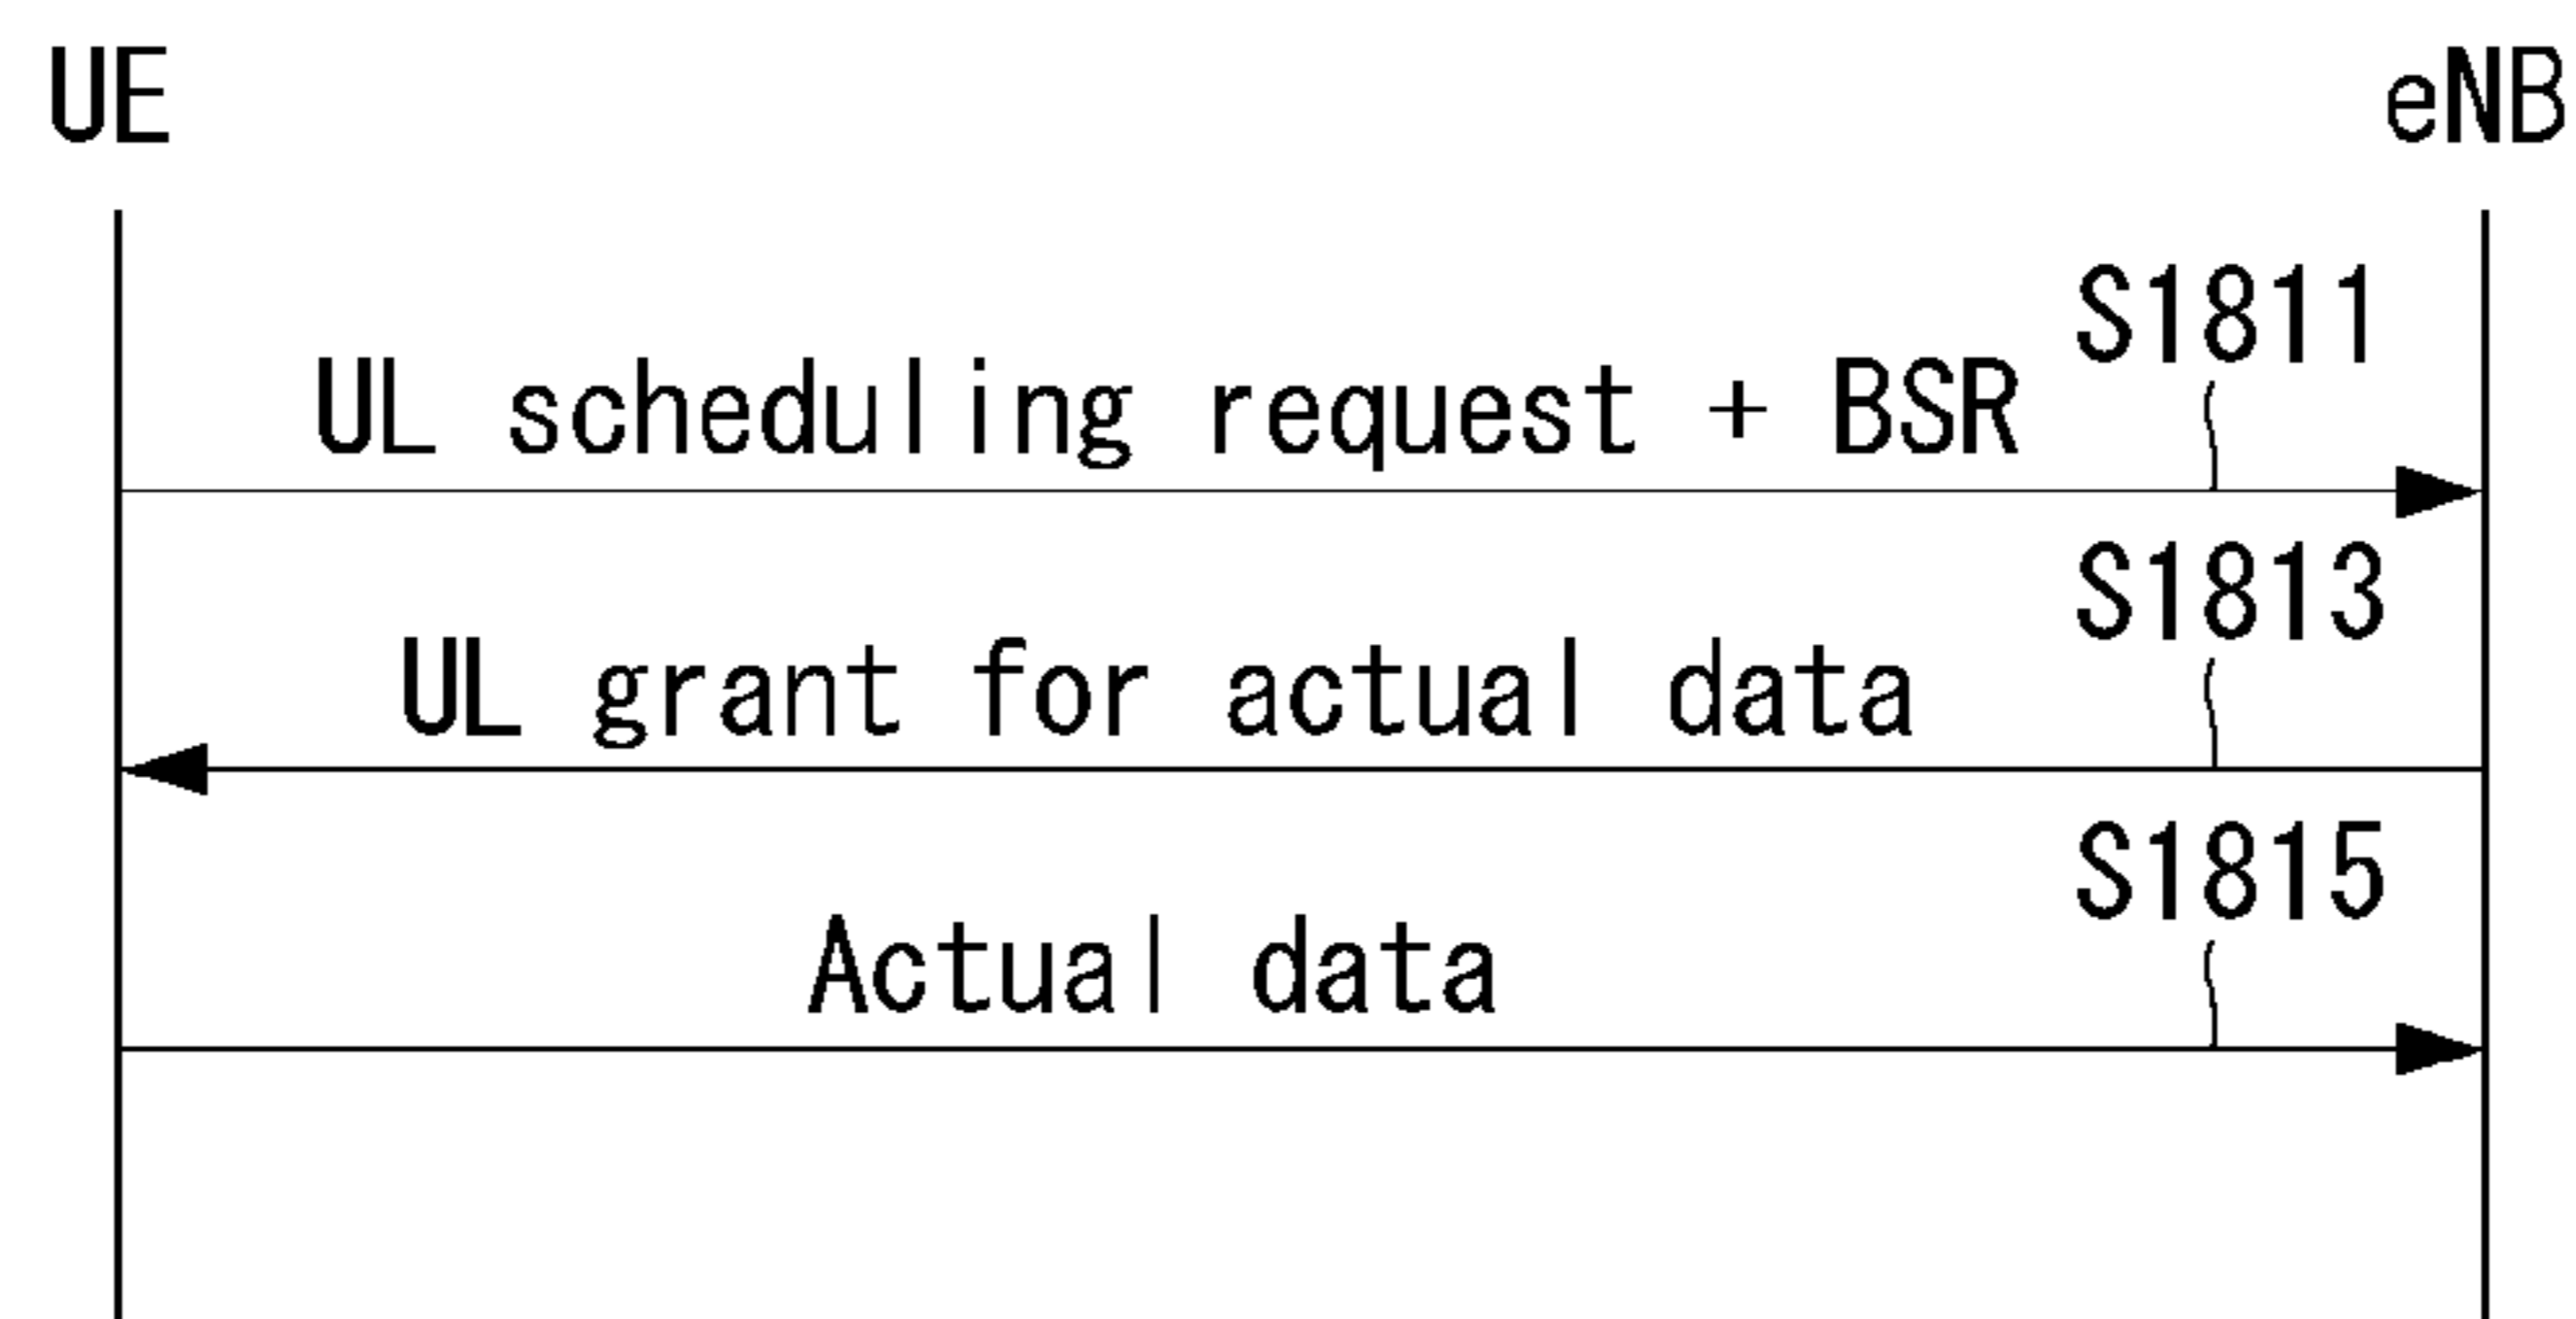 UE eNB
S1811
UL scheduling request + BSR
S1813
UL grant for actual data
S1815
Actual data